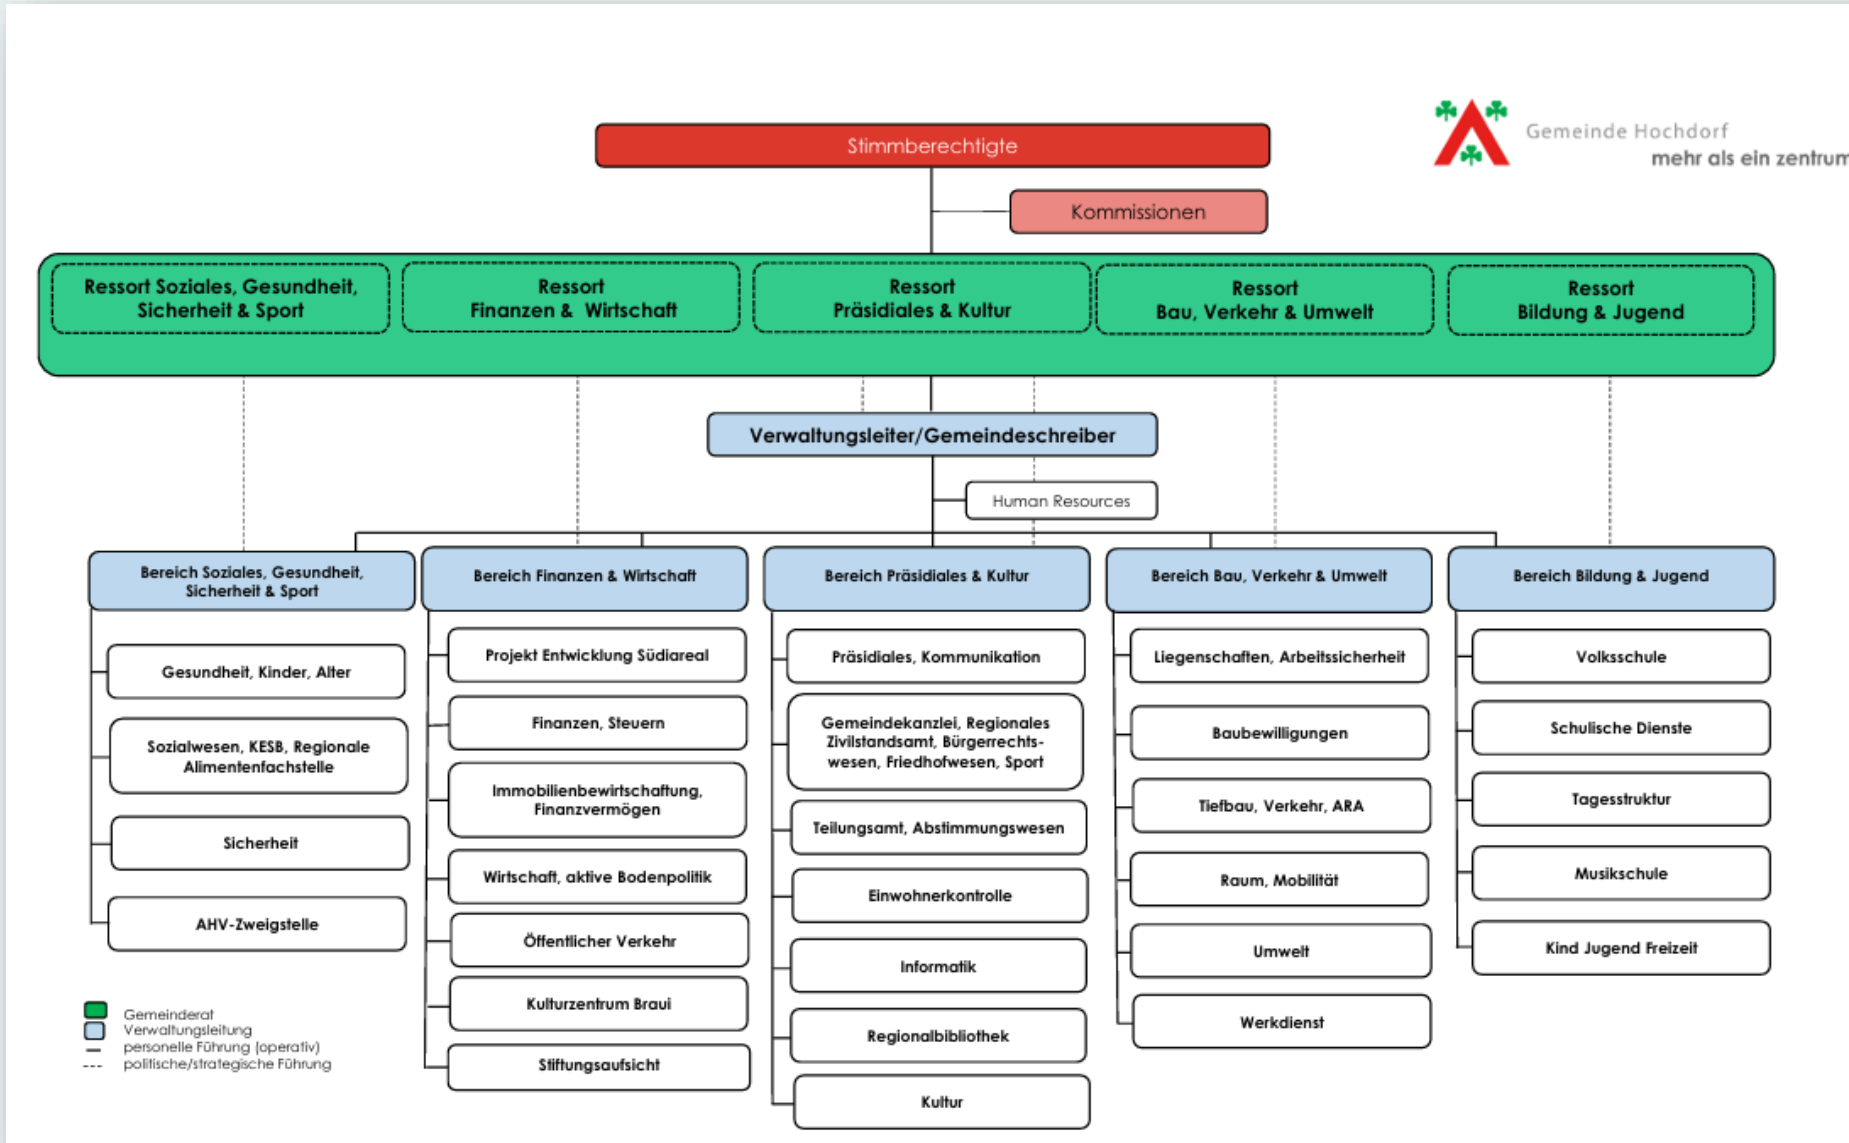 Gemeinde Hochdorf
mehr als ein zentrum
Stimmberechtigte
Kommissionen
Ressort Soziales, Gesundheit,
Sicherheit & Sport
Ressort
Finanzen & Wirtschaft
Ressort
Präsidiales & Kultur
Ressort
Bau, Verkehr & Umwelt
Ressort
Bildung & Jugend
Verwaltungsleiter/Gemeindeschreiber
Human Resources
Bereich Soziales, Gesundheit,
Sicherheit & Sport
Gesundheit, Kinder, Alter
Sozialwesen, KESB, Regionale
Alimentenfachstelle
Sicherheit
AHV-Zweigstelle
Bereich Finanzen & Wirtschaft
Projekt Entwicklung Südiareal
Finanzen, Steuern
Immobilienbewirtschaftung,
Finanzvermögen
Wirtschaft, aktive Bodenpolitik
Öffentlicher Verkehr
Kulturzentrum Braui
Stiftungsaufsicht
Bereich Präsidiales & Kultur
Präsidiales, Kommunikation
Gemeindekanzlei, Regionales
Zivilstandsamt, Bürgerrechts-
wesen, Friedhofwesen, Sport
Teilungsamt, Abstimmungswesen
Einwohnerkontrolle
Informatik
Regionalbibliothek
Kultur
Bereich Bau, Verkehr & Umwelt
Liegenschaften, Arbeitssicherheit
Baubewilligungen
Tiefbau, Verkehr, ARA
Raum, Mobilität
Umwelt
Werkdienst
Bereich Bildung & Jugend
Volksschule
Schulische Dienste
Tagesstruktur
Musikschule
Kind Jugend Freizeit
Gemeinderat
Verwaltungsleitung
personelle Führung (operativ)
politische/strategische Führung